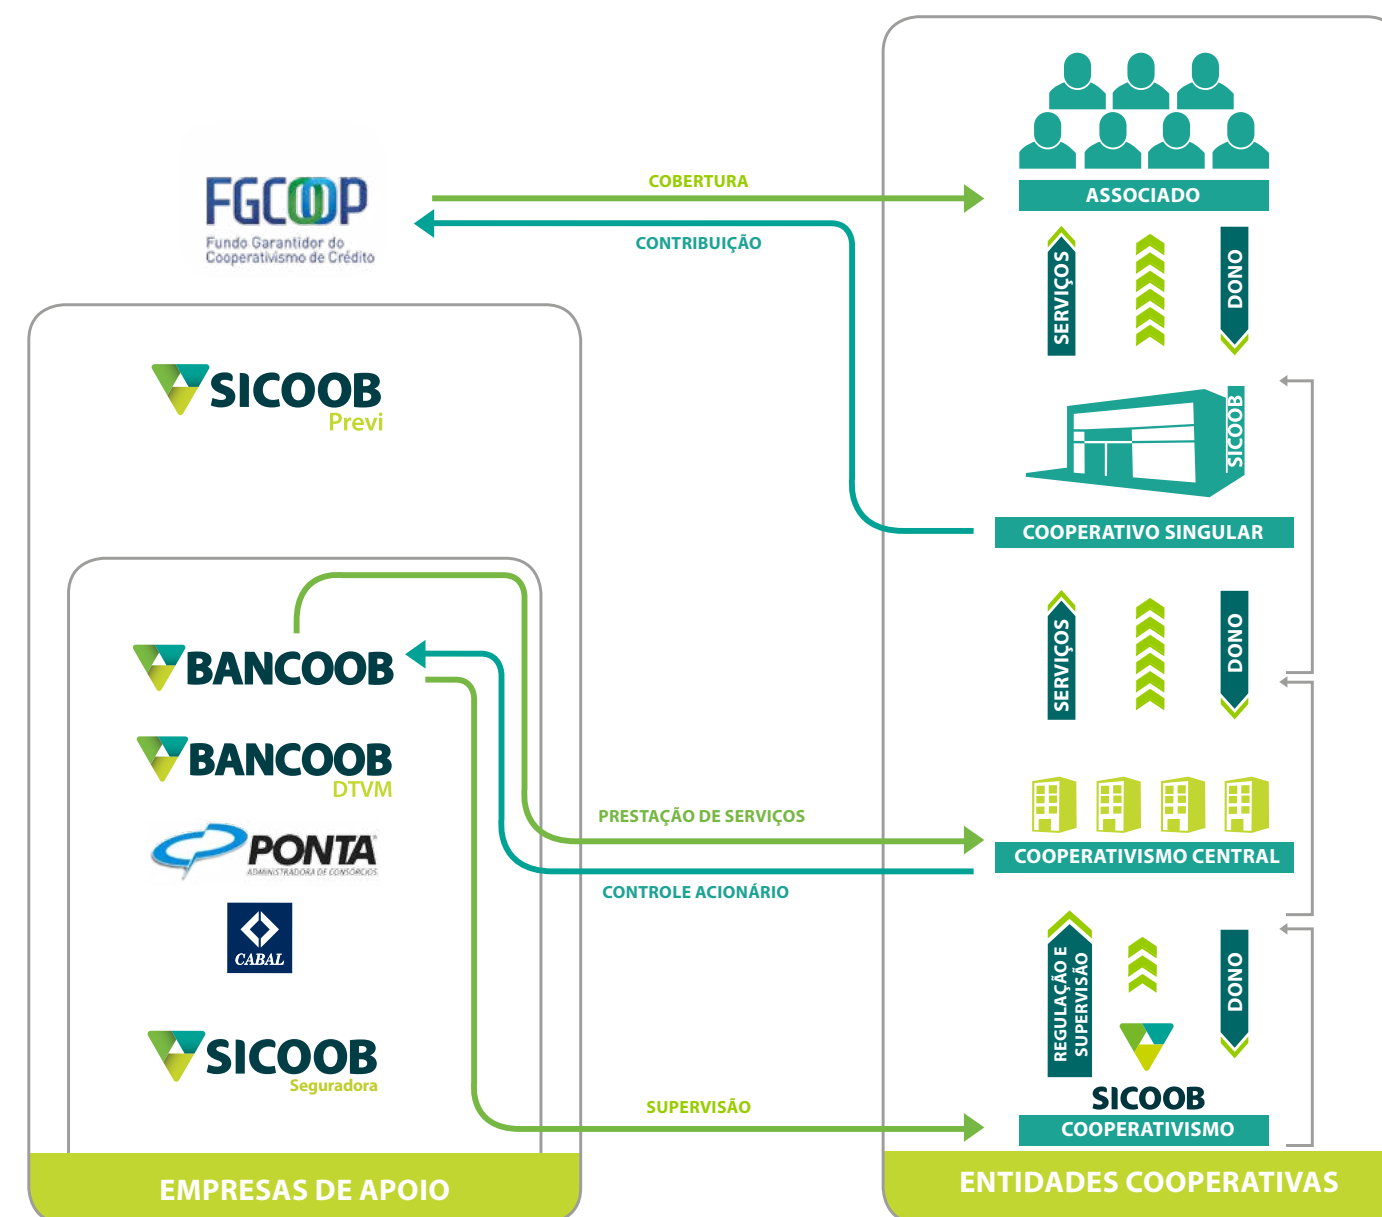 FGCOOP
Fundo Garantidor do
Cooperativismo de Crédito
COBERTURA
CONTRIBUIÇÃO
ASSOCIADO
SERVIÇOS
DONO
SICOOB
Previ
SICOOB
COOPERATIVO SINGULAR
BANCOOB
SERVIÇOS
DONO
BANCOOB
DTVM
PRESTAÇÃO DE SERVIÇOS
PONTA
ADMINISTRADORA DE CONSÓRCIOS
COOPERATIVISMO CENTRAL
CONTROLE ACIONÁRIO
CABAL
REGULAÇÃO E
SUPERVISÃO
DONO
SICOOB
Seguradora
SUPERVISÃO
SICOOB
COOPERATIVISMO
EMPRESAS DE APOIO
ENTIDADES COOPERATIVAS